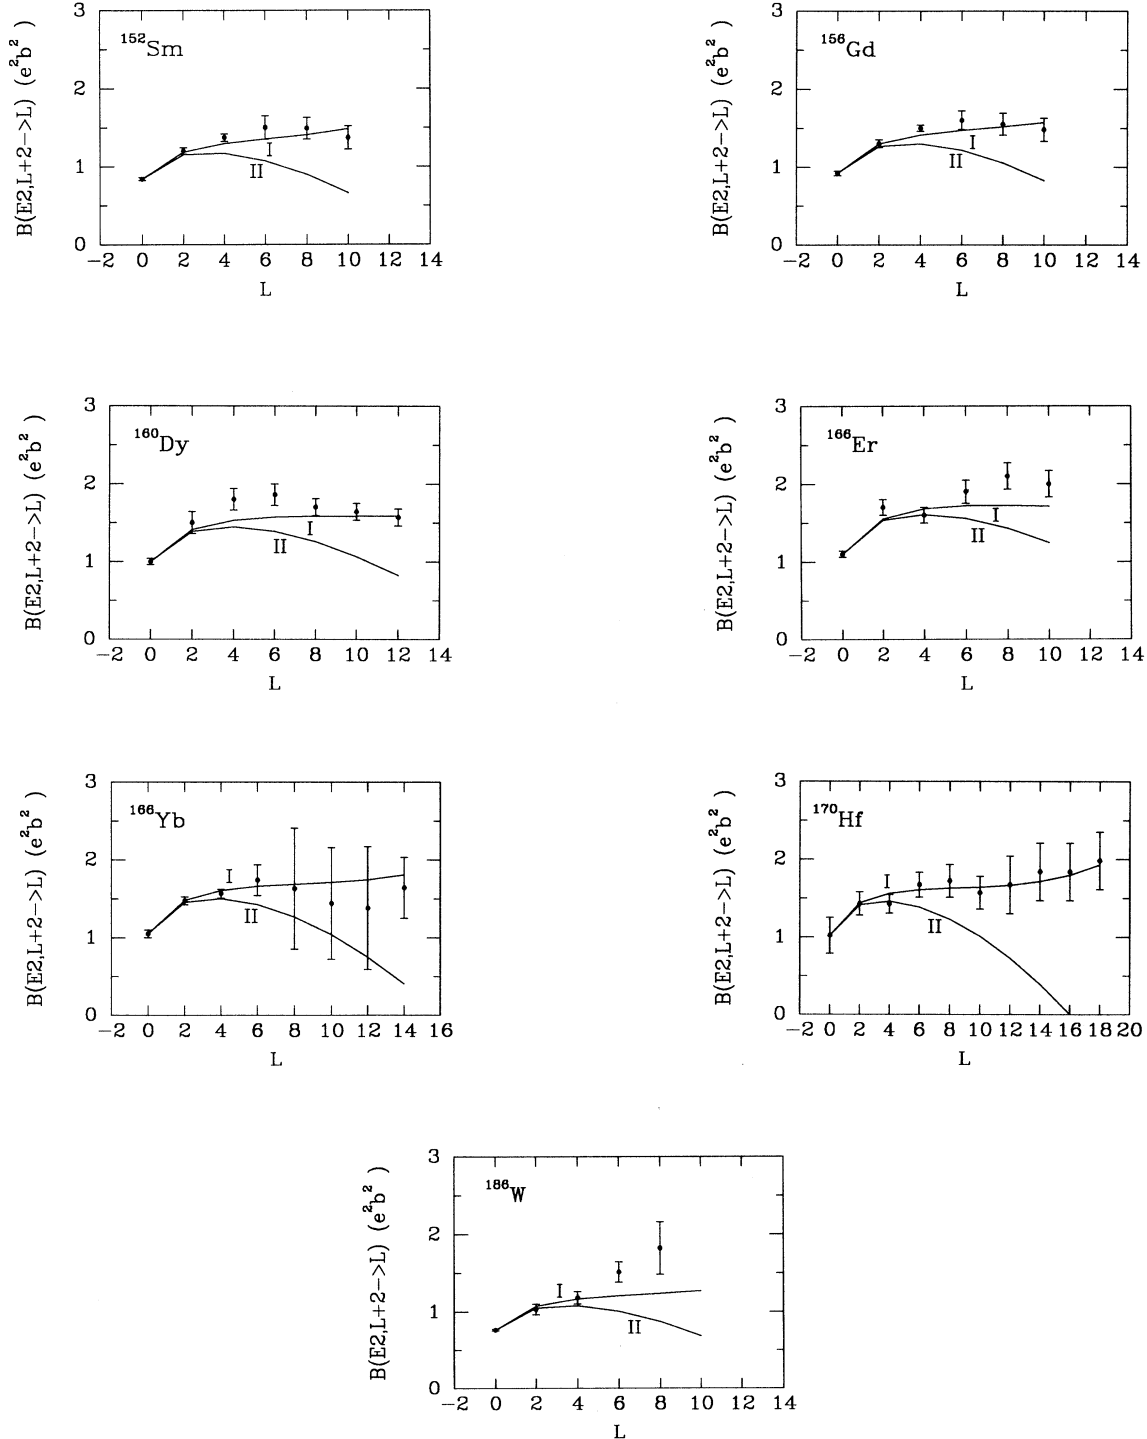 3
2
1
0
B(E2,L+2->L) (e²b²)
¹⁵²Sm
I
II
−2 0 2 4 6 8 10 12 14
L
3
2
1
0
B(E2,L+2->L) (e²b²)
¹⁵⁶Gd
I
II
−2 0 2 4 6 8 10 12 14
L
3
2
1
0
B(E2,L+2->L) (e²b²)
¹⁶⁰Dy
I
II
−2 0 2 4 6 8 10 12 14
L
3
2
1
0
B(E2,L+2->L) (e²b²)
¹⁶⁶Er
I
II
−2 0 2 4 6 8 10 12 14
L
3
2
1
0
B(E2,L+2->L) (e²b²)
¹⁶⁶Yb
I
II
−2 0 2 4 6 8 10 12 14 16
L
3
2
1
0
B(E2,L+2->L) (e²b²)
¹⁷⁰Hf
I
II
−2 0 2 4 6 8 10 12 14 16 18 20
L
3
2
1
0
B(E2,L+2->L) (e²b²)
¹⁸⁶W
I
II
−2 0 2 4 6 8 10 12 14
L